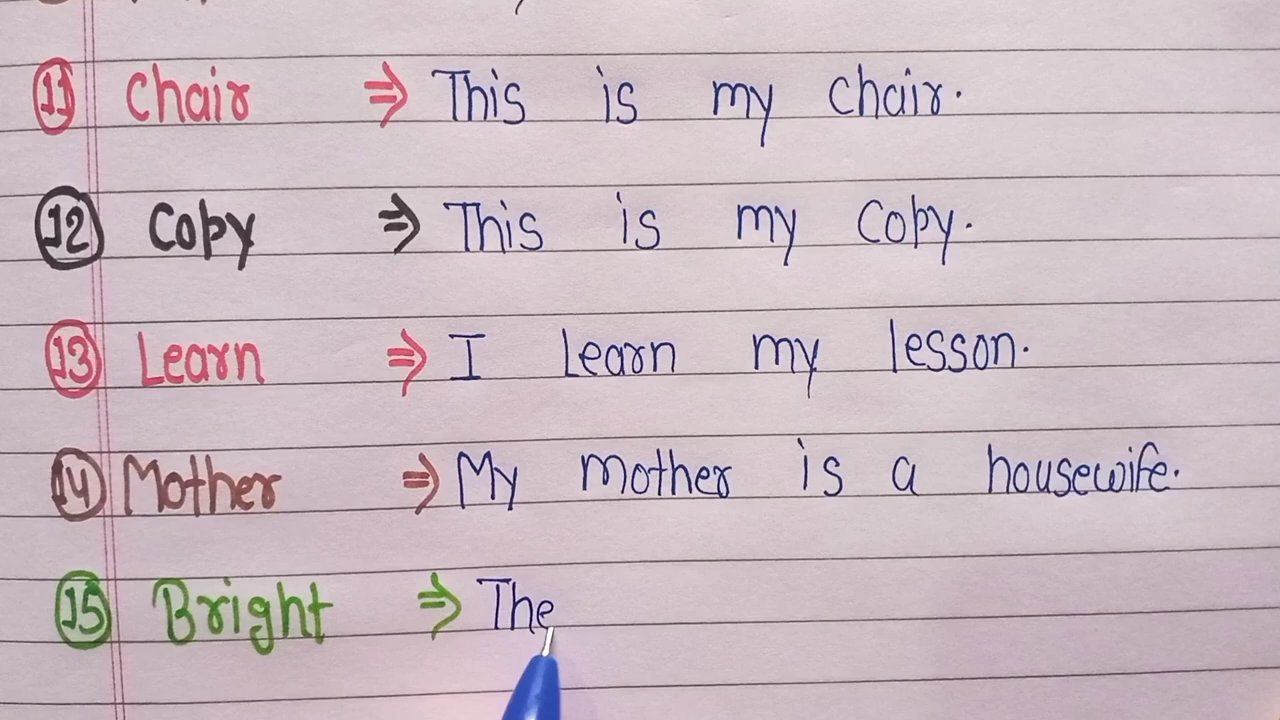 11 Chair ⇒ This is my chair.
12 Copy ⇒ This is my Copy.
13 Learn ⇒ I learn my lesson.
14 Mother ⇒ My mother is a housewife.
15 Bright ⇒ The